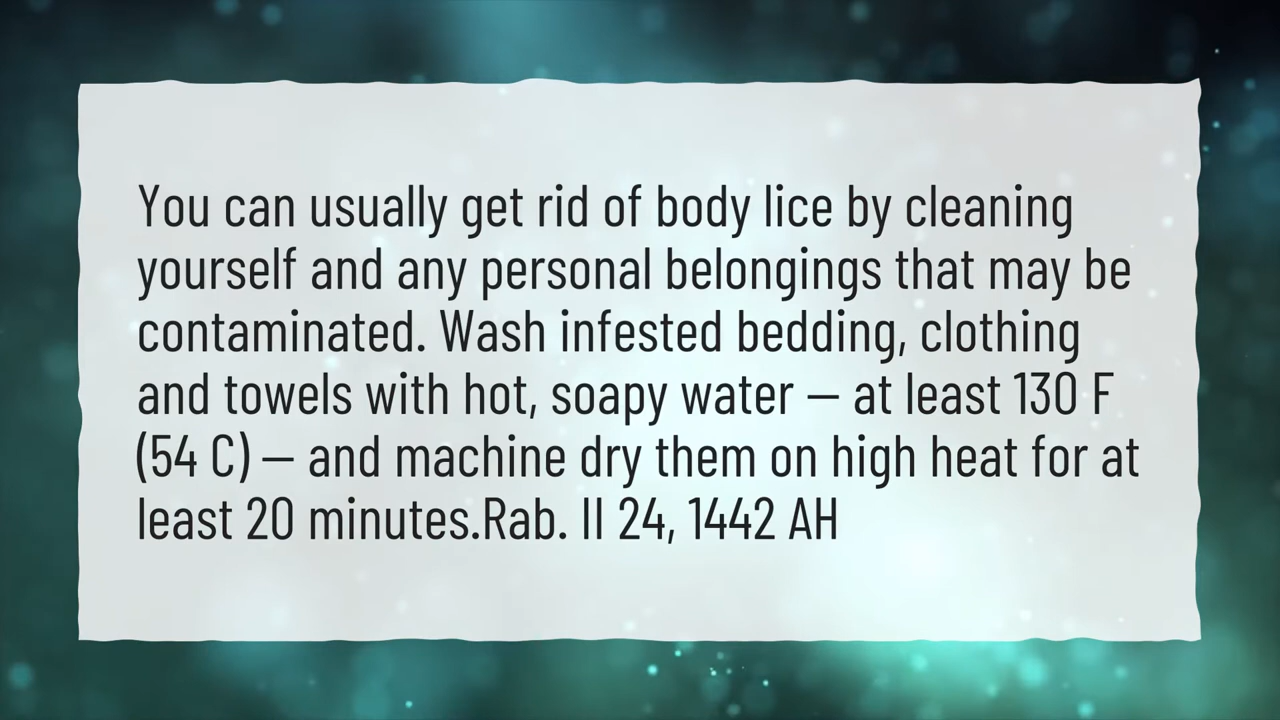 You can usually get rid of body lice by cleaning
yourself and any personal belongings that may be
contaminated. Wash infested bedding, clothing
and towels with hot, soapy water – at least 130 F
(54 C) – and machine dry them on high heat for at
least 20 minutes.Rab. II 24, 1442 AH